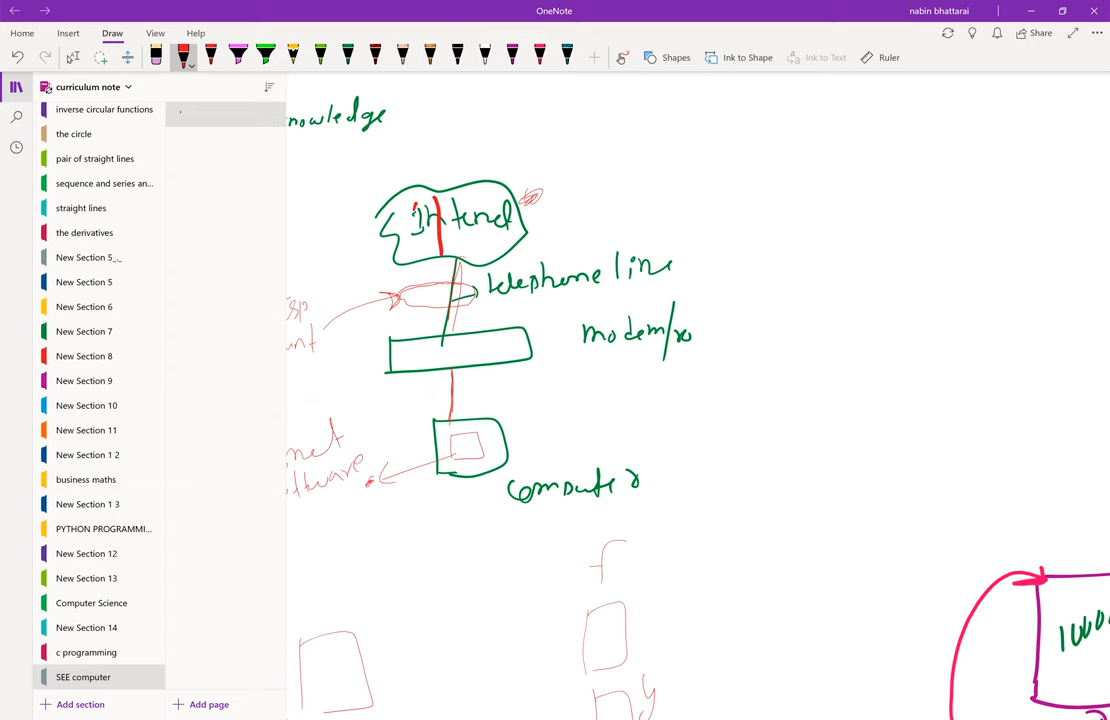 OneNote
nabin bhattarai
Home Insert Draw View Help
Share
Shapes Ink to Shape Ink to Text Ruler
curriculum note
inverse circular functions
the circle
pair of straight lines
sequence and series an...
straight lines
the derivatives
New Section 5_._
New Section 5
New Section 6
New Section 7
New Section 8
New Section 9
New Section 10
New Section 11
New Section 1 2
business maths
New Section 1 3
PYTHON PROGRAMMI...
New Section 12
New Section 13
Computer Science
New Section 14
c programming
SEE computer
Add section
Add page
nowledge
telephone line
modem/
computer